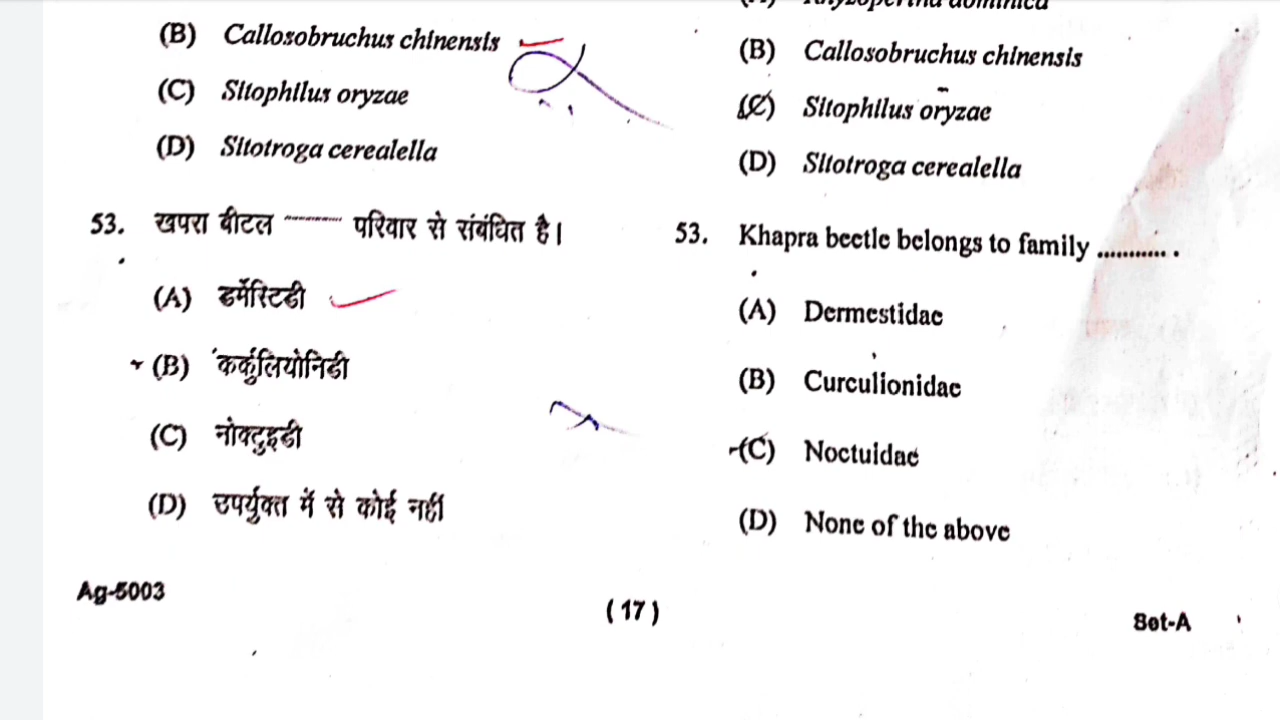 (B) Callosobruchus chinensis
(C) Sitophilus oryzae
(D) Sitotroga cerealella
53. खपरा बीटल ---------- परिवार से संबंधित है।
(A) डर्मेस्टिडी
(B) कर्कुलियोनिडी
(C) नोक्टुइडी
(D) उपर्युक्त में से कोई नहीं
(B) Callosobruchus chinensis
(C) Sitophilus oryzae
(D) Sitotroga cerealella
53. Khapra beetle belongs to family ........... .
(A) Dermestidae
(B) Curculionidae
(C) Noctuidae
(D) None of the above
Ag-5003
( 17 )
Set-A